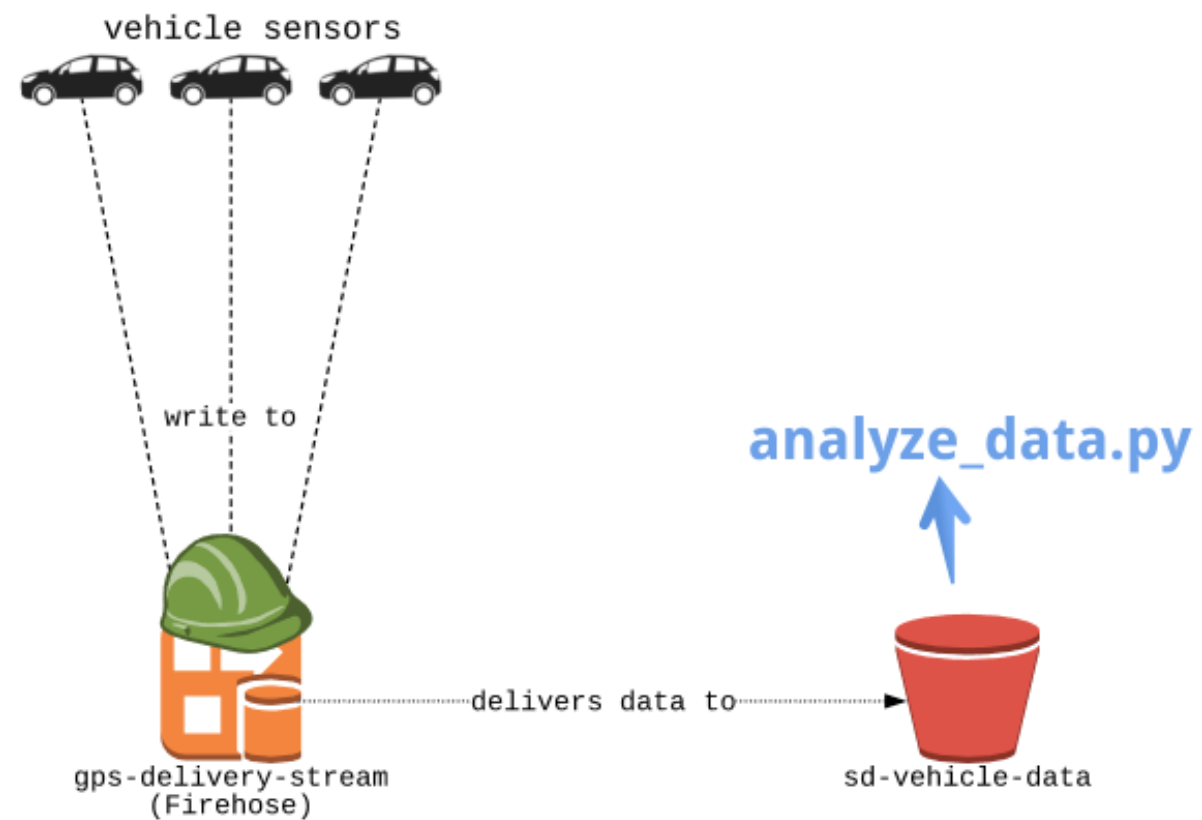 vehicle sensors
write to
analyze_data.py
delivers data to
gps-delivery-stream
(Firehose)
sd-vehicle-data